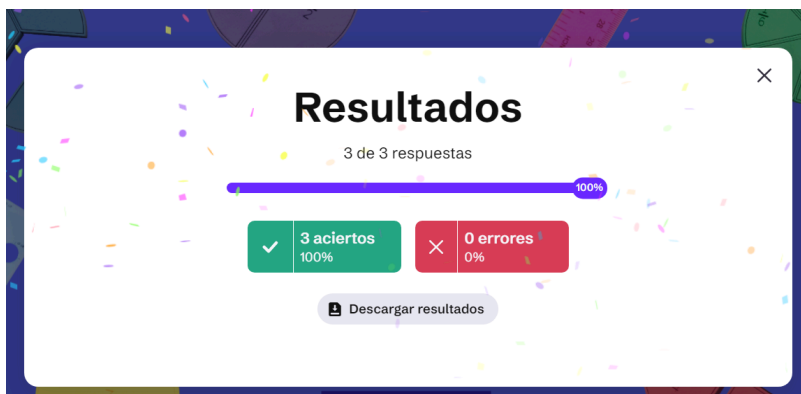 Resultados
3 de 3 respuestas
100%
3 aciertos
100%
0 errores
0%
Descargar resultados